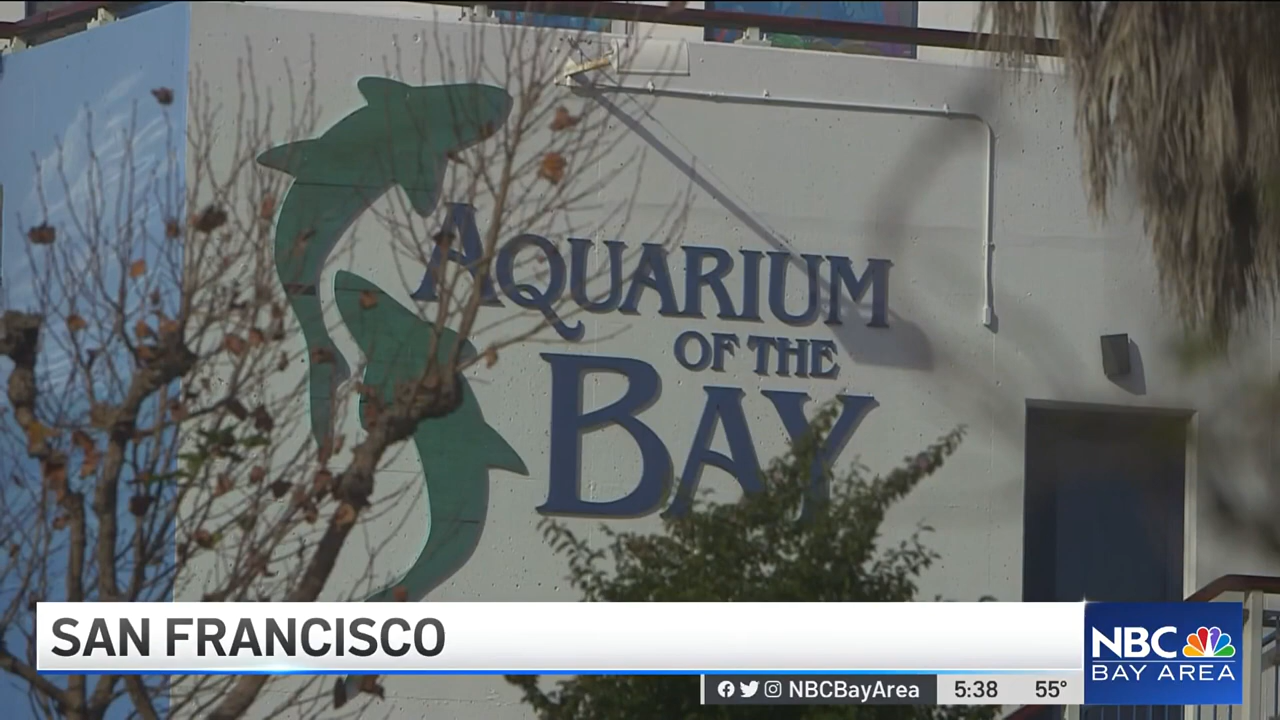 AQUARIUM
OF THE
BAY
SAN FRANCISCO
NBC
BAY AREA
NBCBayArea
5:38
55°